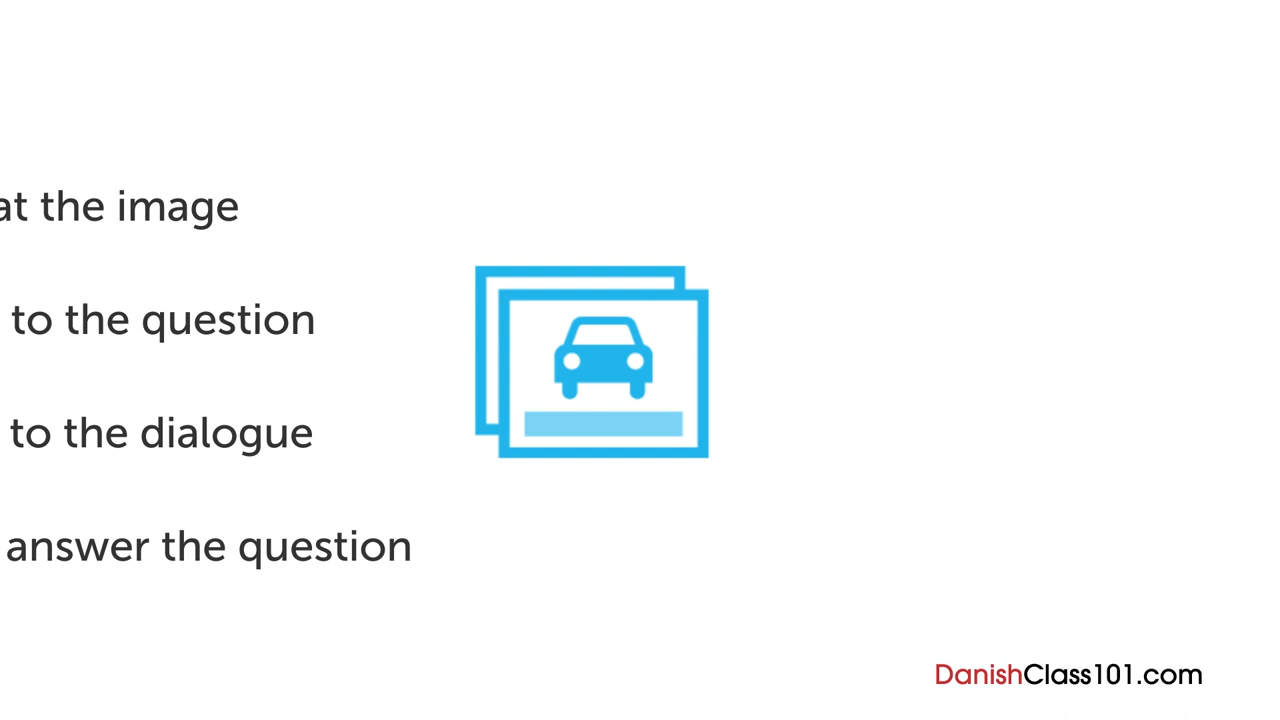 at the image
to the question
to the dialogue
answer the question
DanishClass101.com